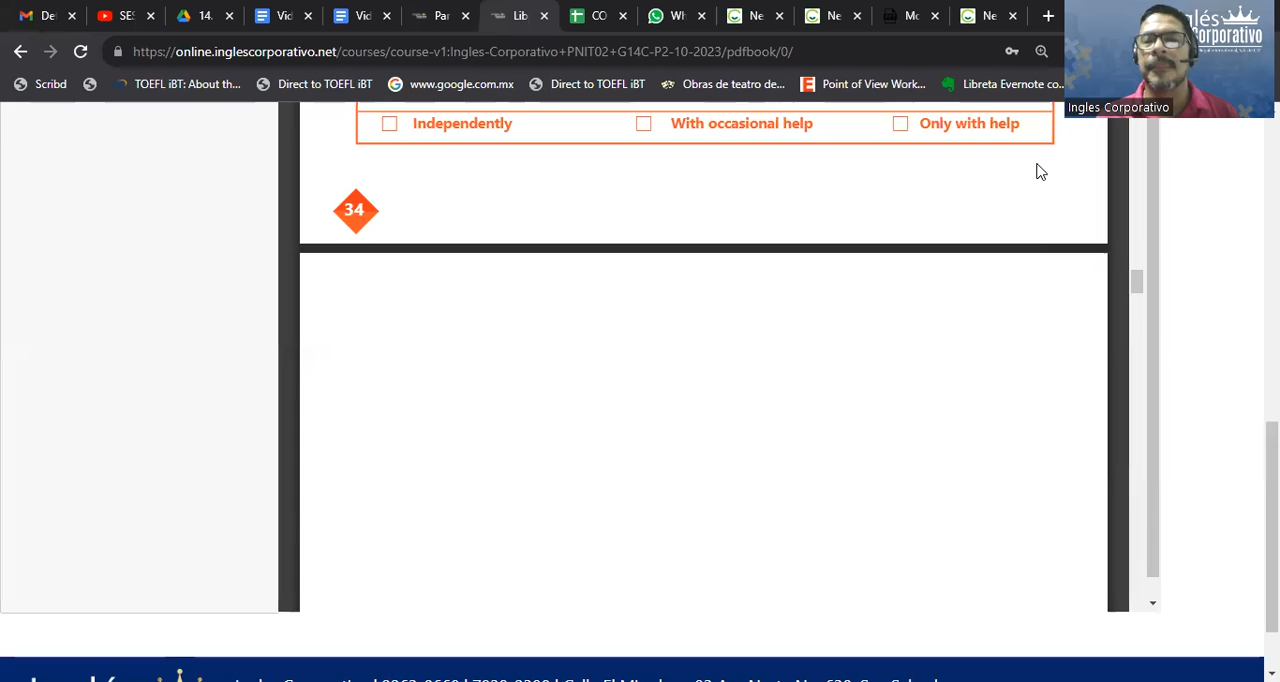 De
SES
14.
Vid
Vid
Par
Lib
CO
Wh
Ne
Ne
Mc
Ne
https://online.inglescorporativo.net/courses/course-v1:Ingles-Corporativo+PNIT02+G14C-P2-10-2023/pdfbook/0/
Scribd
TOEFL iBT: About th...
Direct to TOEFL iBT
www.google.com.mx
Direct to TOEFL iBT
Obras de teatro de...
Point of View Work...
Libreta Evernote co...
Ingles Corporativo
Independently
With occasional help
Only with help
34